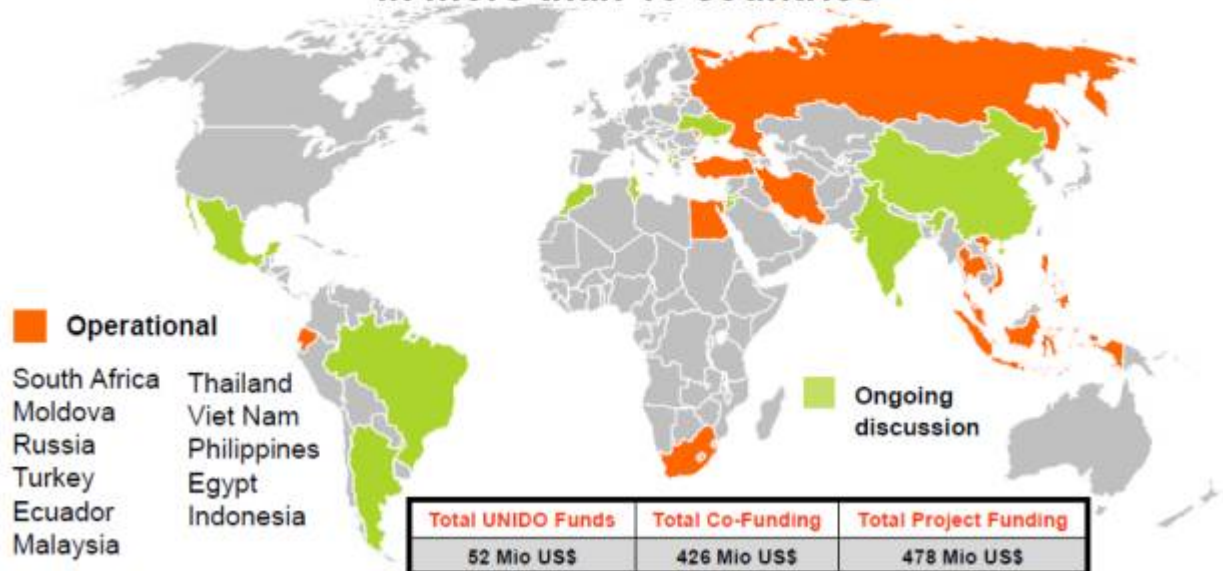 Operational
South Africa
Moldova
Russia
Turkey
Ecuador
Malaysia
Thailand
Viet Nam
Philippines
Egypt
Indonesia
Ongoing
discussion
Total UNIDO Funds Total Co-Funding Total Project Funding
52 Mio US$ 426 Mio US$ 478 Mio US$